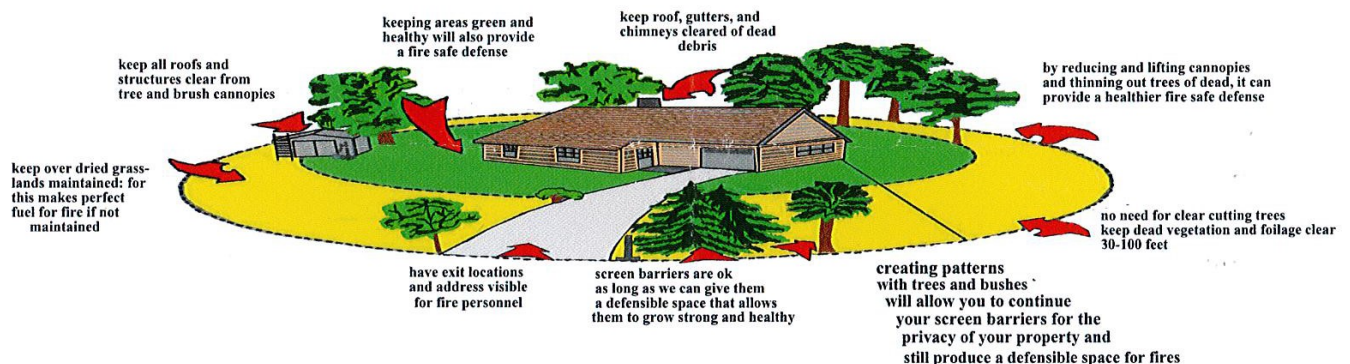 keep roof, gutters, and
chimneys cleared of dead
debris
keeping areas green and
healthy will also provide
a fire safe defense
keep all roofs and
structures clear from
tree and brush cannopies
by reducing and lifting cannopies
and thinning out trees of dead, it can
provide a healthier fire safe defense
keep over dried grass-
lands maintained: for
this makes perfect
fuel for fire if not
maintained
no need for clear cutting trees
keep dead vegetation and foilage clear
30-100 feet
have exit locations
and address visible
for fire personnel
screen barriers are ok
as long as we can give them
a defensible space that allows
them to grow strong and healthy
creating patterns
with trees and bushes
will allow you to continue
your screen barriers for the
privacy of your property and
still produce a defensible space for fires